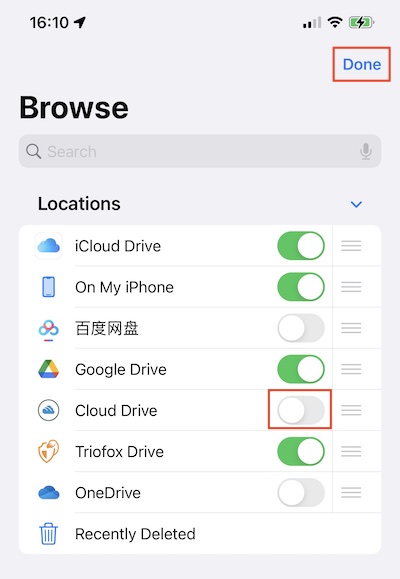 16:10
Done
Browse
Search
Locations
iCloud Drive
On My iPhone
百度网盘
Google Drive
Cloud Drive
Triofox Drive
OneDrive
Recently Deleted